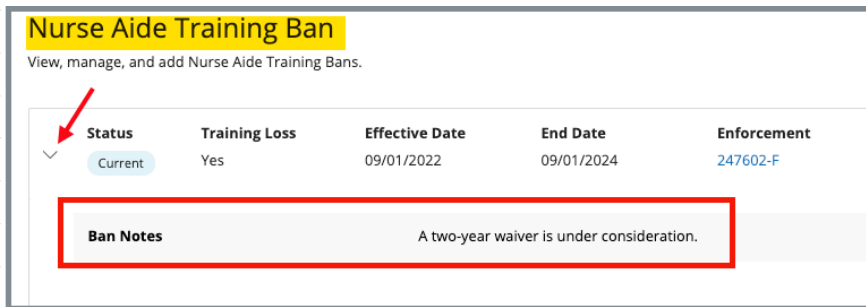 Nurse Aide Training Ban
View, manage, and add Nurse Aide Training Bans.
Status Training Loss Effective Date End Date Enforcement
Current Yes 09/01/2022 09/01/2024 247602-F
Ban Notes A two-year waiver is under consideration.